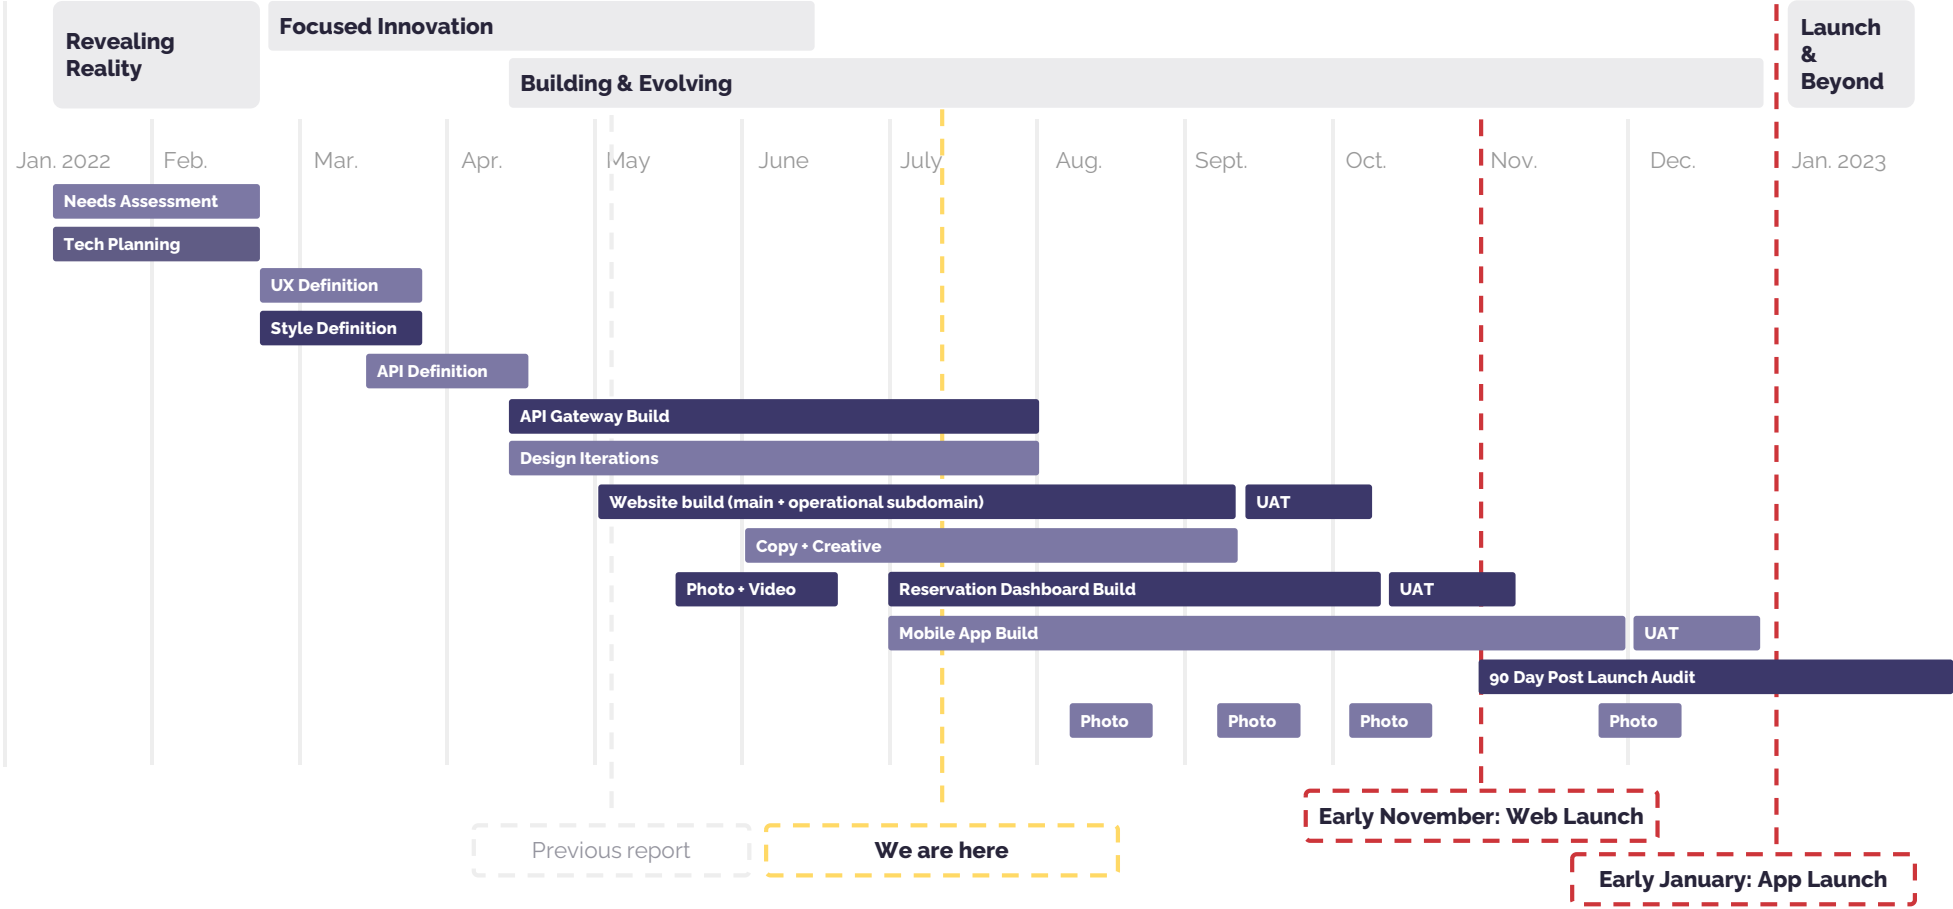 Revealing
Reality
Focused Innovation
Building & Evolving
Launch
&
Beyond
Jan. 2022
Feb.
Mar.
Apr.
May
June
July
Aug.
Sept.
Oct.
Nov.
Dec.
Jan. 2023
Needs Assessment
Tech Planning
UX Definition
Style Definition
API Definition
API Gateway Build
Design Iterations
Website build (main + operational subdomain)
UAT
Copy + Creative
Photo + Video
Reservation Dashboard Build
UAT
Mobile App Build
UAT
90 Day Post Launch Audit
Photo
Photo
Photo
Photo
Early November: Web Launch
Previous report
We are here
Early January: App Launch